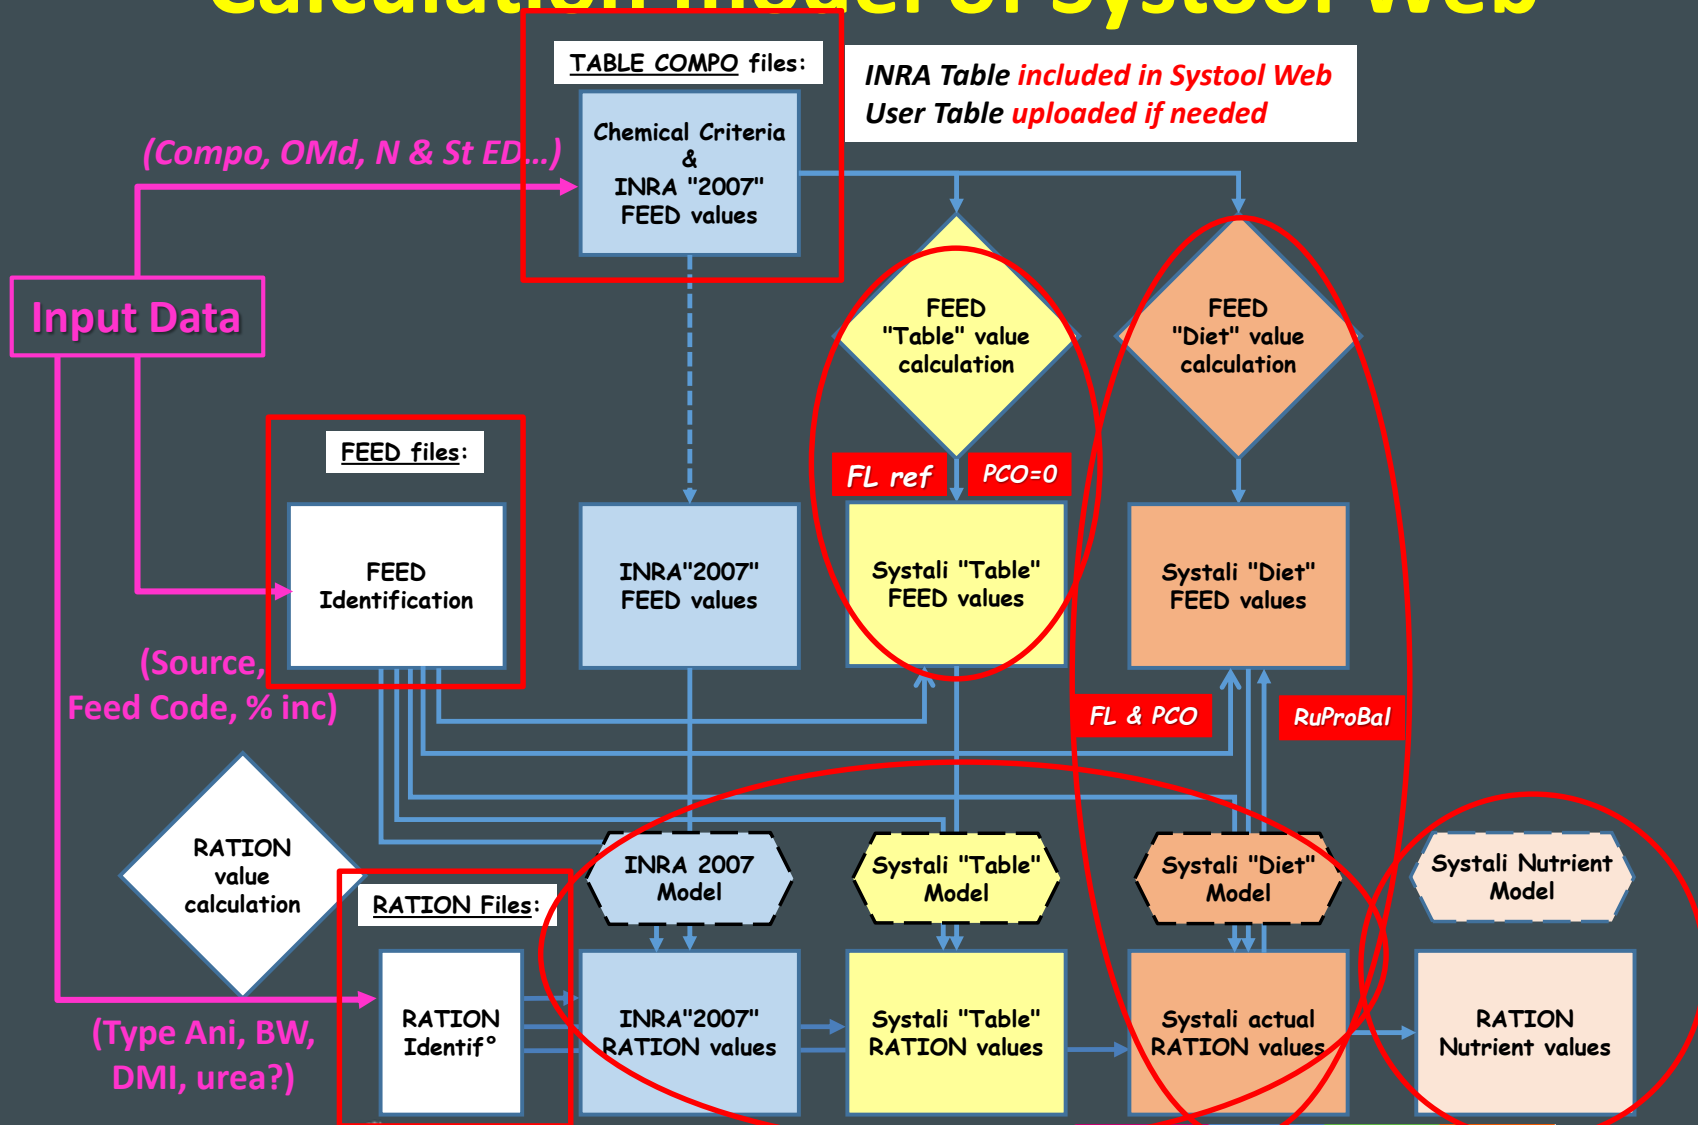 Calculation model of Systool Web
TABLE COMPO files:
INRA Table included in Systool Web
User Table uploaded if needed
(Compo, OMd, N & St ED...)
Chemical Criteria
&
INRA "2007"
FEED values
Input Data
FEED
"Table" value
calculation
FEED
"Diet" value
calculation
FEED files:
FL ref
PCO=0
FEED
Identification
INRA"2007"
FEED values
Systali "Table"
FEED values
Systali "Diet"
FEED values
(Source,
Feed Code, % inc)
FL & PCO
RuProBal
RATION
value
calculation
RATION Files:
INRA 2007
Model
Systali "Table"
Model
Systali "Diet"
Model
Systali Nutrient
Model
(Type Ani, BW,
DMI, urea?)
RATION
Identif°
INRA"2007"
RATION values
Systali "Table"
RATION values
Systali actual
RATION values
RATION
Nutrient values